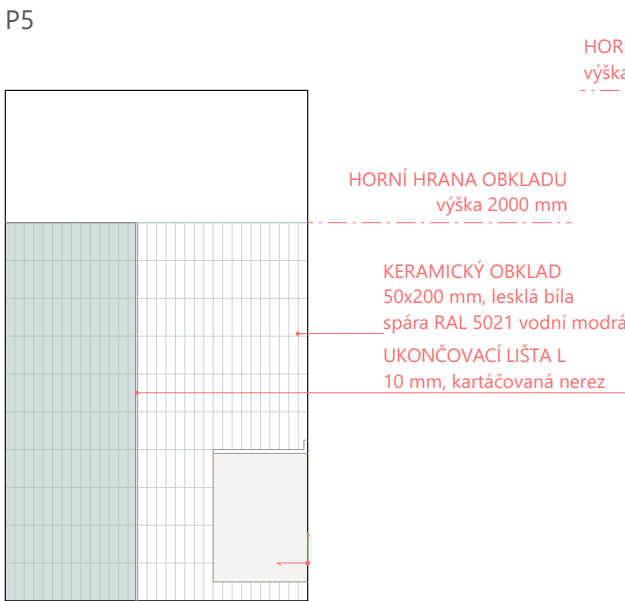 P5
HORNÍ HRANA OBKLADU
výška 2000 mm
KERAMICKÝ OBKLAD
50x200 mm, lesklá bíla
spára RAL 5021 vodní modrá
UKONČOVACÍ LIŠTA L
10 mm, kartáčovaná nerez